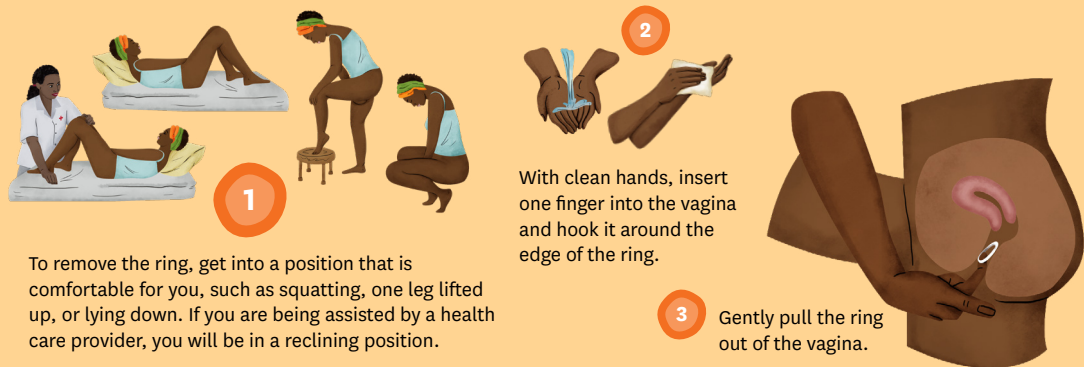 1
To remove the ring, get into a position that is
comfortable for you, such as squatting, one leg lifted
up, or lying down. If you are being assisted by a health
care provider, you will be in a reclining position.
2
With clean hands, insert
one finger into the vagina
and hook it around the
edge of the ring.
3
Gently pull the ring
out of the vagina.